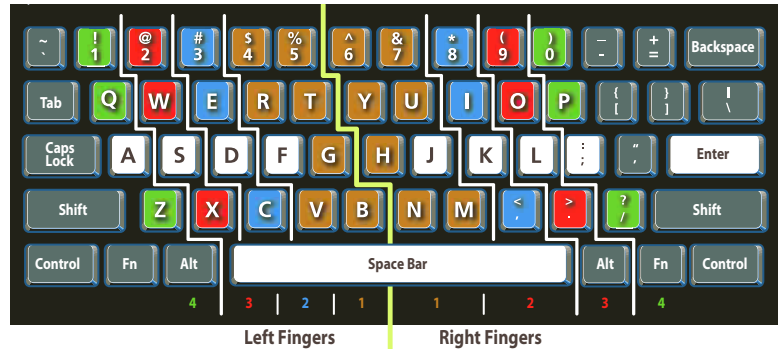 ~ ! @ # $ % ^ & * ( ) _ +
` 1 2 3 4 5 6 7 8 9 0 - = Backspace
Tab Q W E R T Y U I O P { } |
[ ] \
Caps
Lock A S D F G H J K L : " Enter
; ,
Shift Z X C V B N M < > ? Shift
, . /
Control Fn Alt Space Bar Alt Fn Control
4 3 2 1 1 2 3 4
Left Fingers Right Fingers